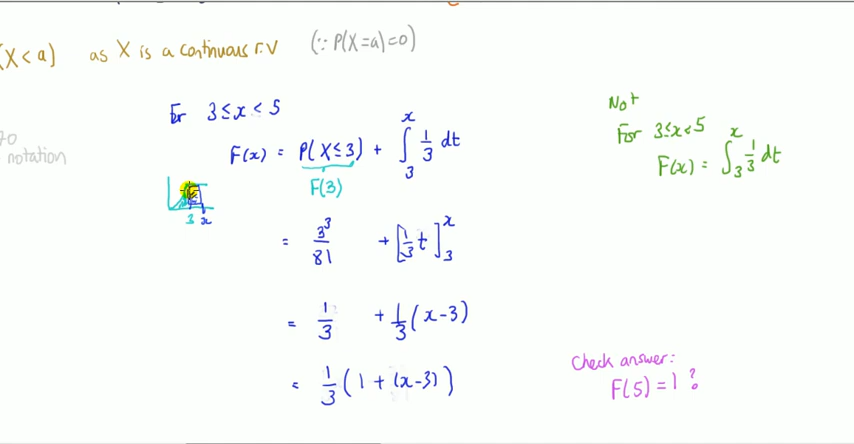 (X < a) as X is a continuous r.v (∵ P(X=a)=0)
For 3 ≤ x < 5
F(x) = P(X ≤ 3) + ∫₃ˣ 1/3 dt
F(3)
3 x
= 3³/81 + [1/3 t]₃ˣ
= 1/3 + 1/3 (x-3)
= 1/3 (1 + (x-3))
notation
Not
For 3≤x<5
F(x) = ∫₃ˣ 1/3 dt
Check answer:
F(5) = 1 ?